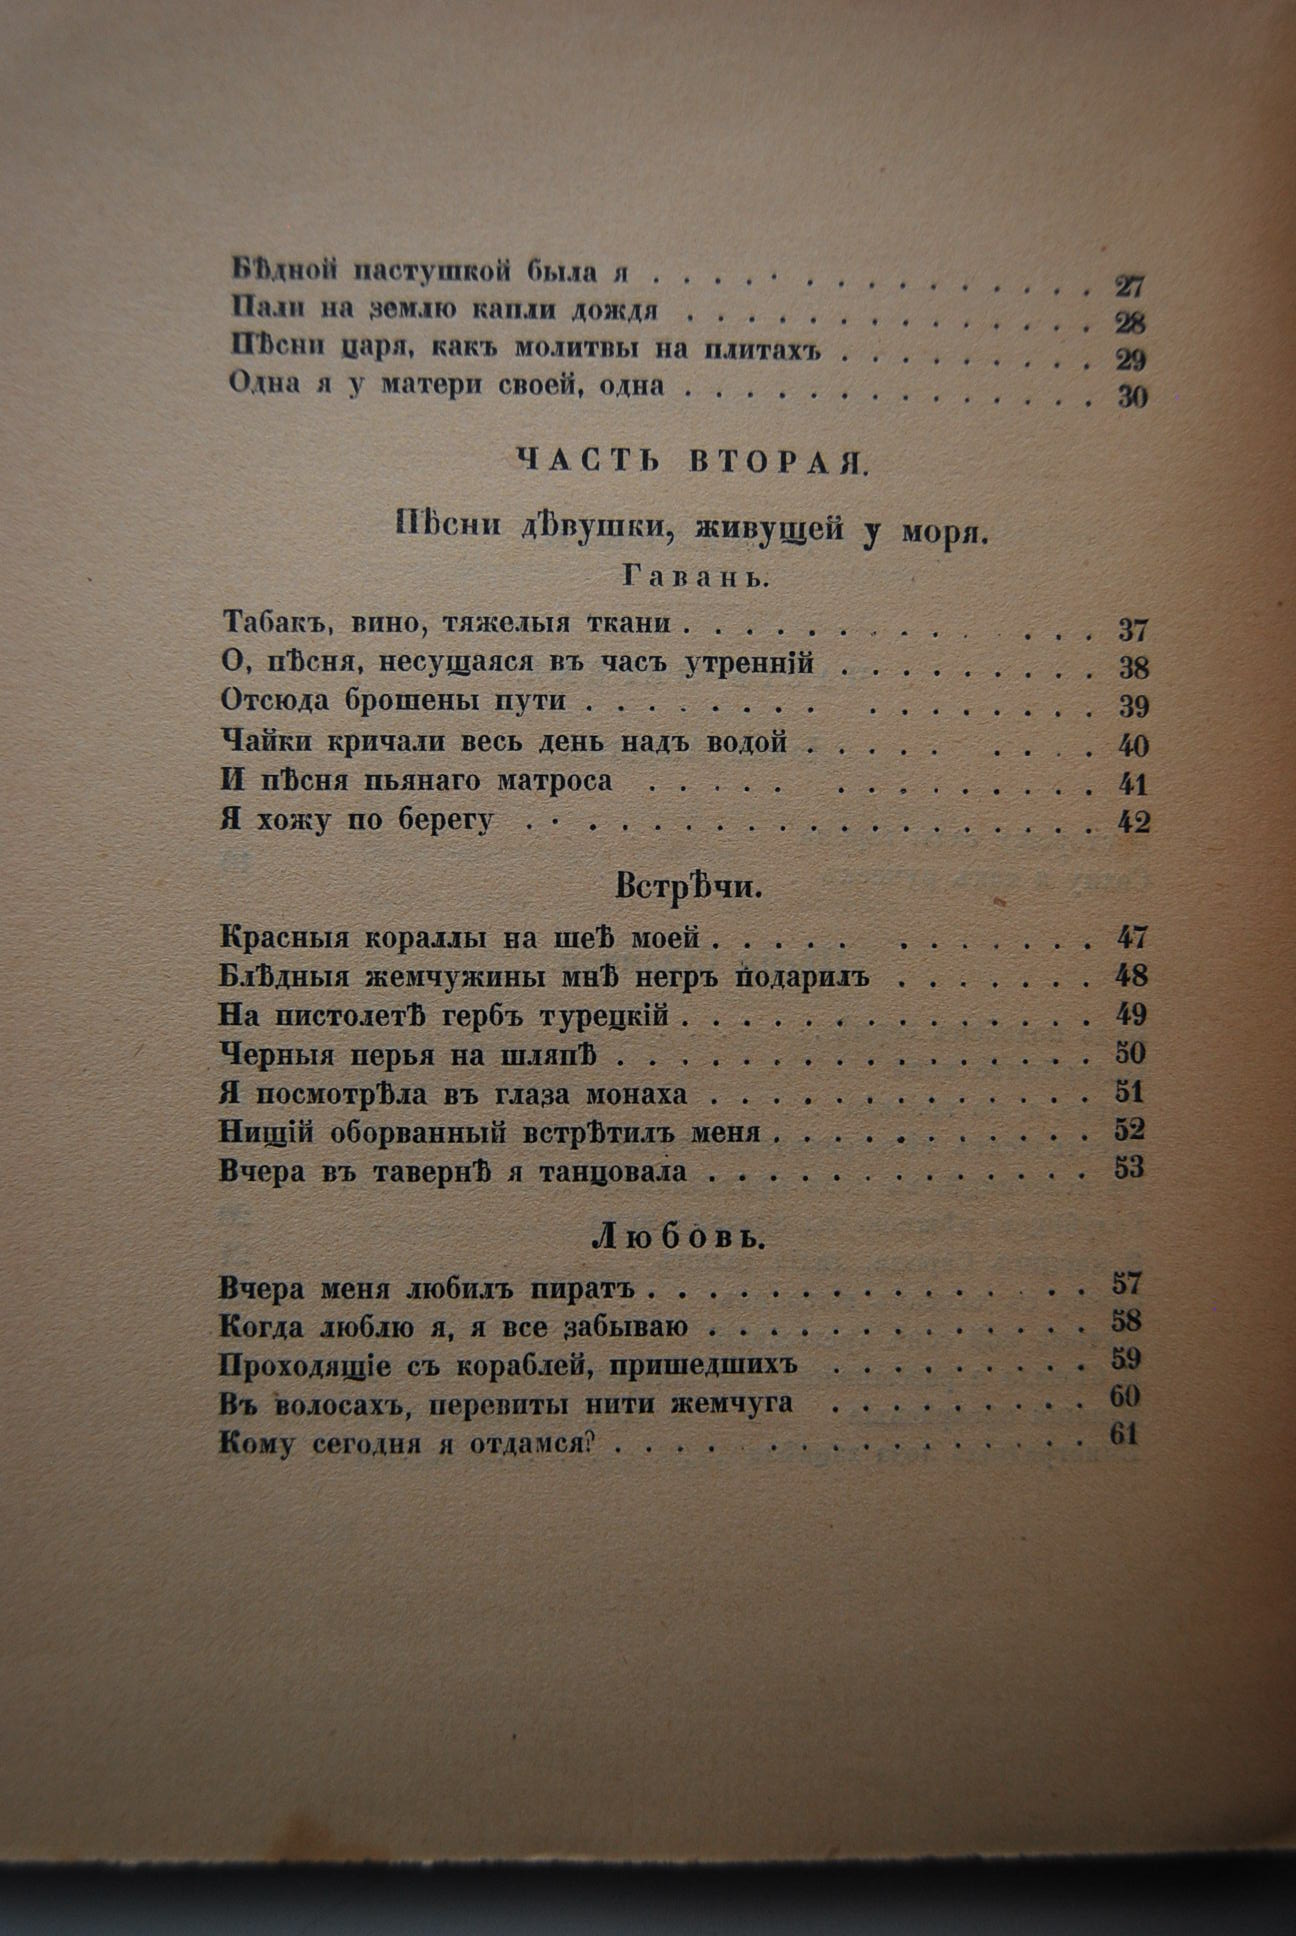 Бѣдной пастушкой была я . . . . . . . . . . . . . . . 27
Пали на землю капли дождя . . . . . . . . . . . . . 28
Пѣсни царя, какъ молитвы на плитахъ . . . . . . . . . 29
Одна я у матери своей, одна . . . . . . . . . . . . . . 30
ЧАСТЬ ВТОРАЯ.
Пѣсни дѣвушки, живущей у моря.
Гавань.
Табакъ, вино, тяжелыя ткани . . . . . . . . . . . . 37
О, пѣсня, несущаяся въ часъ утренній . . . . . . . . . 38
Отсюда брошены пути . . . . . . . . . . . . . . . . 39
Чайки кричали весь день надъ водой . . . . . . . . . 40
И пѣсня пьянаго матроса . . . . . . . . . . . . . . 41
Я хожу по берегу . . . . . . . . . . . . . . . . . . . 42
Встрѣчи.
Красныя кораллы на шеѣ моей . . . . . . . . . . . . 47
Блѣдныя жемчужины мнѣ негръ подарилъ . . . . . . . 48
На пистолетѣ гербъ турецкій . . . . . . . . . . . . . . 49
Черныя перья на шляпѣ . . . . . . . . . . . . . . . . 50
Я посмотрѣла въ глаза монаха . . . . . . . . . . . . . 51
Нищій оборванный встрѣтилъ меня . . . . . . . . . . . 52
Вчера въ тавернѣ я танцовала . . . . . . . . . . . . . 53
Любовь.
Вчера меня любилъ пиратъ . . . . . . . . . . . . . . 57
Когда люблю я, я все забываю . . . . . . . . . . . . . 58
Проходящіе съ кораблей, пришедшихъ . . . . . . . . . 59
Въ волосахъ, перевиты нити жемчуга . . . . . . . . . 60
Кому сегодня я отдамся? . . . . . . . . . . . . . . . 61